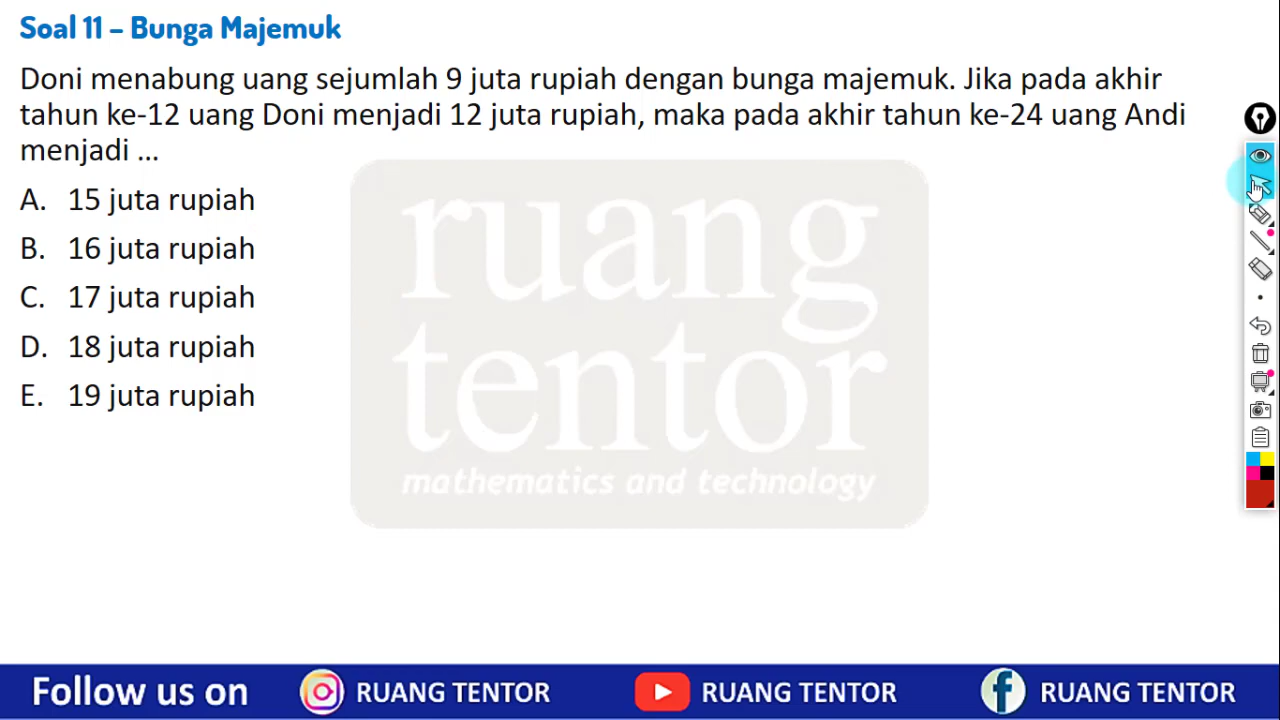 Soal 11 – Bunga Majemuk
Doni menabung uang sejumlah 9 juta rupiah dengan bunga majemuk. Jika pada akhir
tahun ke-12 uang Doni menjadi 12 juta rupiah, maka pada akhir tahun ke-24 uang Andi
menjadi ...
A. 15 juta rupiah
B. 16 juta rupiah
C. 17 juta rupiah
D. 18 juta rupiah
E. 19 juta rupiah
ruang
tentor
mathematics and technology
Follow us on RUANG TENTOR RUANG TENTOR RUANG TENTOR